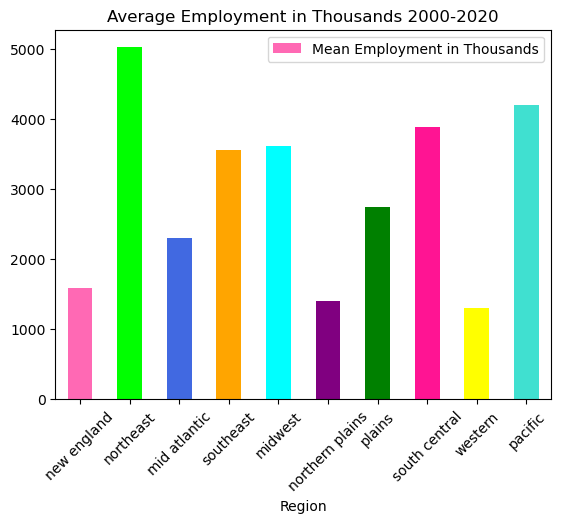 Average Employment in Thousands 2000-2020
Mean Employment in Thousands
5000
4000
3000
2000
1000
0
new england
northeast
mid atlantic
southeast
midwest
northern plains
plains
south central
western
pacific
Region